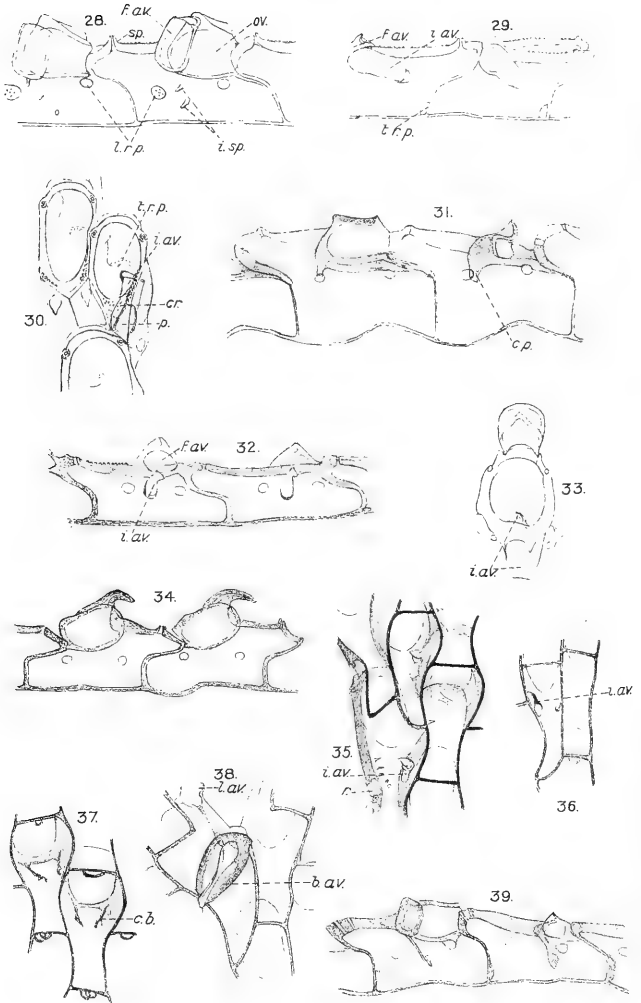 f.av.
28.
sp.
ov.
l.r.p.
i.sp.
29.
f.av.
i.av.
t.r.p.
30.
t.r.p.
i.av.
cr.
p.
31.
c.p.
32.
f.av.
i.av.
33.
i.av.
34.
35.
i.av.
r.
36.
i.av.
37.
c.b.
38.
l.av.
b.av.
39.